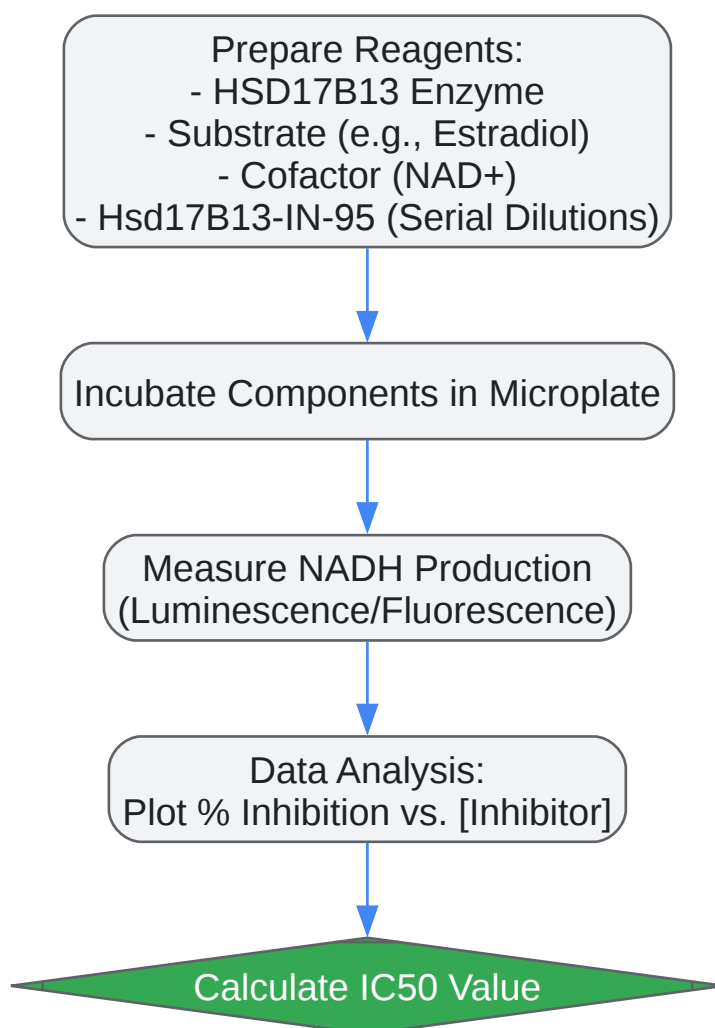 Prepare Reagents:
- HSD17B13 Enzyme
- Substrate (e.g., Estradiol)
- Cofactor (NAD+)
- Hsd17B13-IN-95 (Serial Dilutions)
Incubate Components in Microplate
Measure NADH Production
(Luminescence/Fluorescence)
Data Analysis:
Plot % Inhibition vs. [Inhibitor]
Calculate IC50 Value